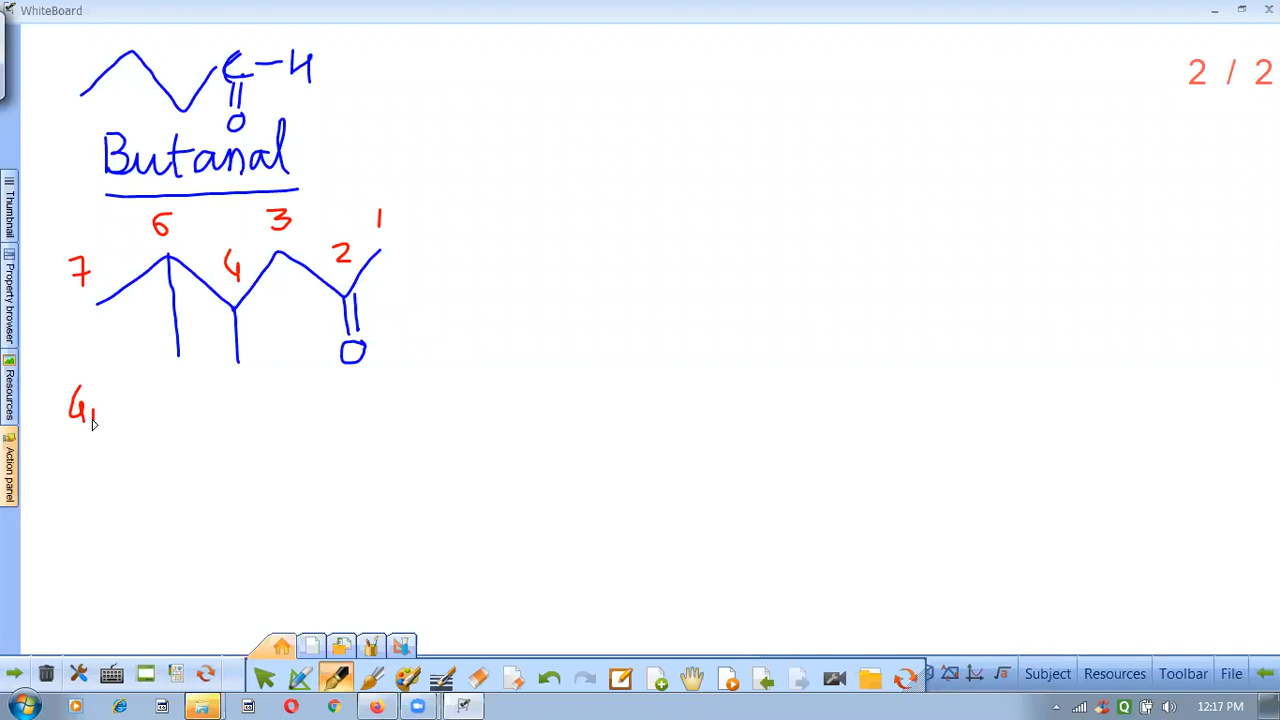 WhiteBoard
2 / 2
C - H
O
Butanal
7 6 4 3 2 1
O
4,
Thumbnail
Property browser
Resources
Action panel
Subject Resources Toolbar File
12:17 PM